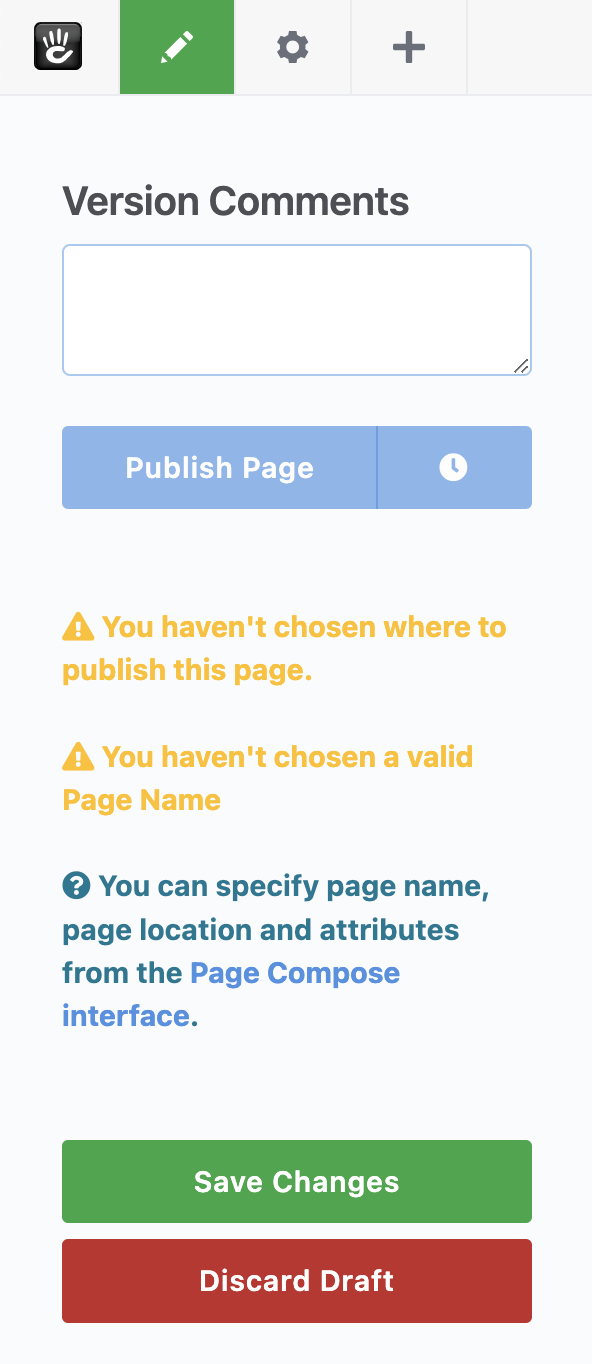 Version Comments
Publish Page
You haven't chosen where to
publish this page.
You haven't chosen a valid
Page Name
You can specify page name,
page location and attributes
from the Page Compose
interface.
Save Changes
Discard Draft